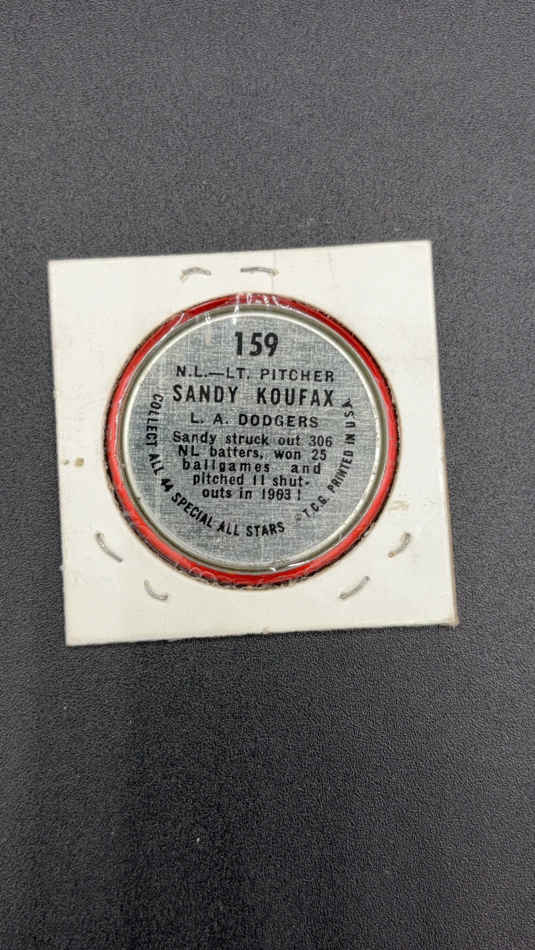 159
N.L.—LT. PITCHER
SANDY KOUFAX
L. A. DODGERS
Sandy struck out 306
NL batters, won 25
ballgames and
pitched 11 shut-
outs in 1963!
COLLECT ALL 44 SPECIAL ALL STARS
© T.C.G. PRINTED IN U.S.A.